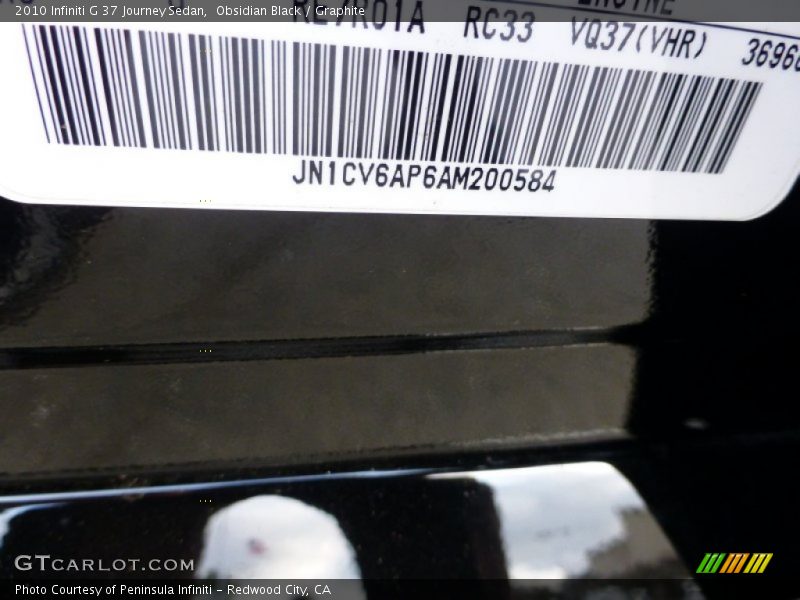 2010 Infiniti G 37 Journey Sedan, Obsidian Black / Graphite
RE7R01A RC33 VQ37(VHR)
JN1CV6AP6AM200584
GTCARLOT.COM
Photo Courtesy of Peninsula Infiniti - Redwood City, CA